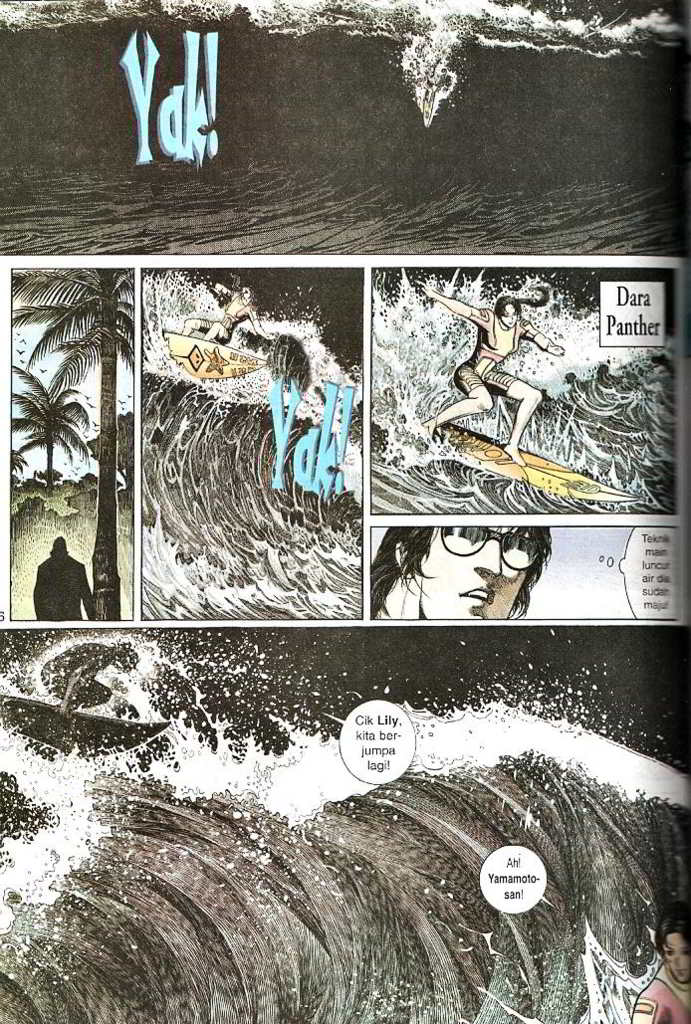 Yak!
Yak!
Dara
Panther
Teknik
main
luncur
air dia
sudah
maju!
Cik Lily,
kita ber-
jumpa
lagi!
Ah!
Yamamoto-
san!